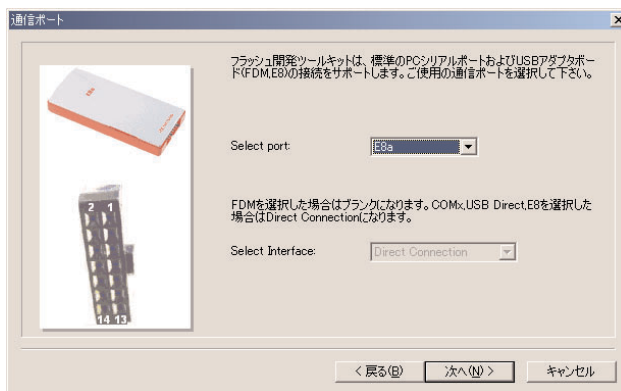 通信ポート
フラッシュ開発ツールキットは、標準のPCシリアルポートおよびUSBアダプタボー
ド(FDM,E8)の接続をサポートします。ご使用の通信ポートを選択して下さい。
Select port:
E8a
FDMを選択した場合はブランクになります。COMx,USB Direct,E8を選択した
場合はDirect Connectionになります。
Select Interface:
Direct Connection
2 1
14 13
< 戻る(B)
次へ(N) >
キャンセル